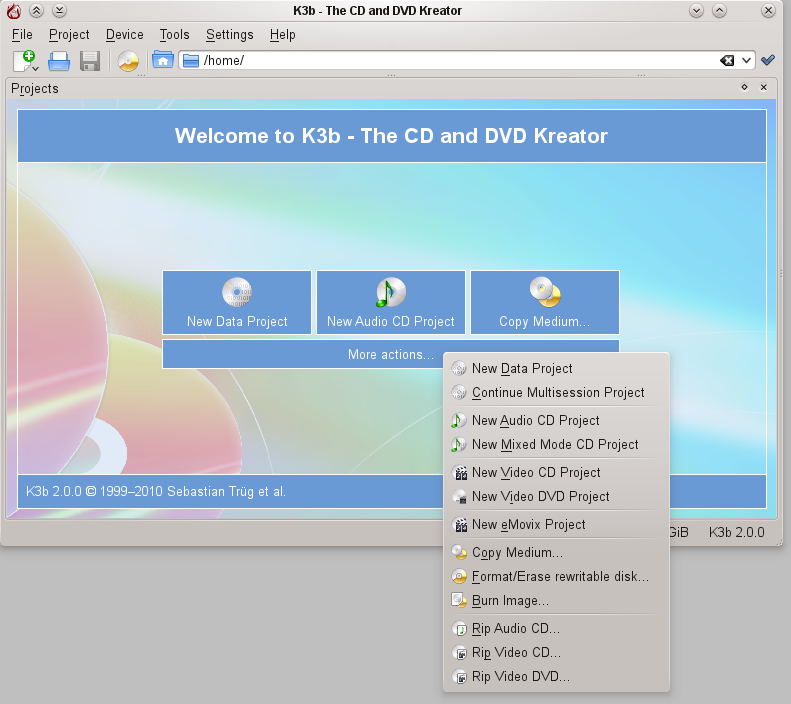 K3b - The CD and DVD Kreator
File Project Device Tools Settings Help
/home/
Projects
Welcome to K3b - The CD and DVD Kreator
New Data Project
New Audio CD Project
Copy Medium...
More actions...
New Data Project
Continue Multisession Project
New Audio CD Project
New Mixed Mode CD Project
New Video CD Project
New Video DVD Project
New eMovix Project
Copy Medium...
Format/Erase rewritable disk...
Burn Image...
Rip Audio CD...
Rip Video CD...
Rip Video DVD...
K3b 2.0.0 © 1999–2010 Sebastian Trüg et al.
GiB K3b 2.0.0